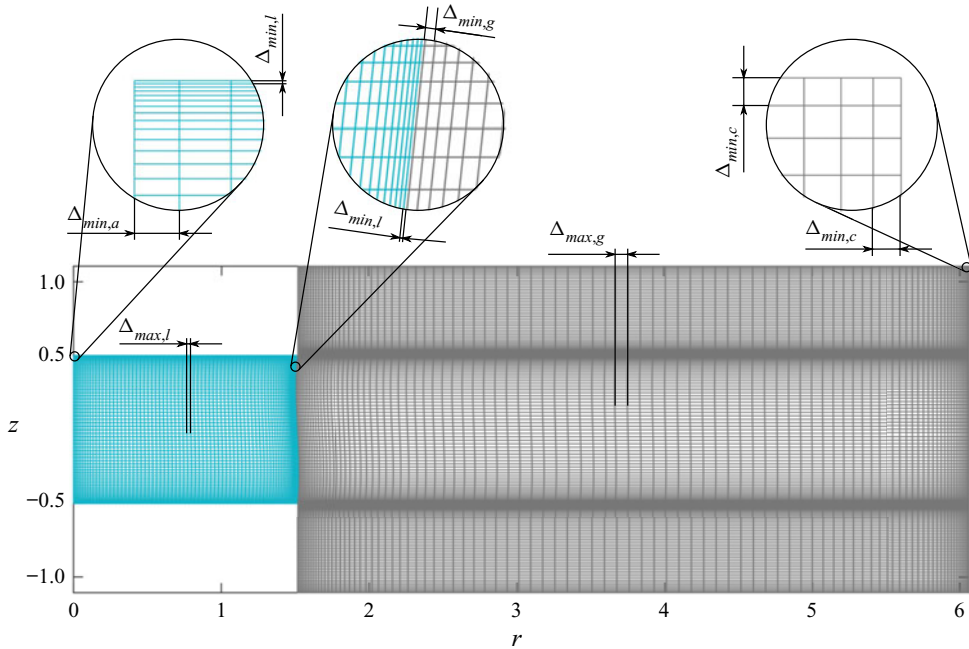 Δmin,g
Δmin,l
Δmin,c
Δmin,l
Δmin,a
Δmin,c
Δmax,g
1.0
Δmax,l
0.5
z
−0.5
−1.0
0 1 2 3 4 5 6
r